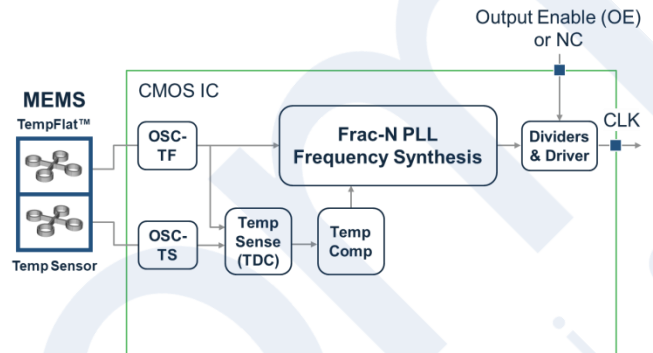 Output Enable (OE)
or NC
CMOS IC
MEMS
TempFlat™
CLK
OSC-
TF
Frac-N PLL
Frequency Synthesis
Dividers
& Driver
OSC-
TS
Temp
Sense
(TDC)
Temp
Comp
Temp Sensor